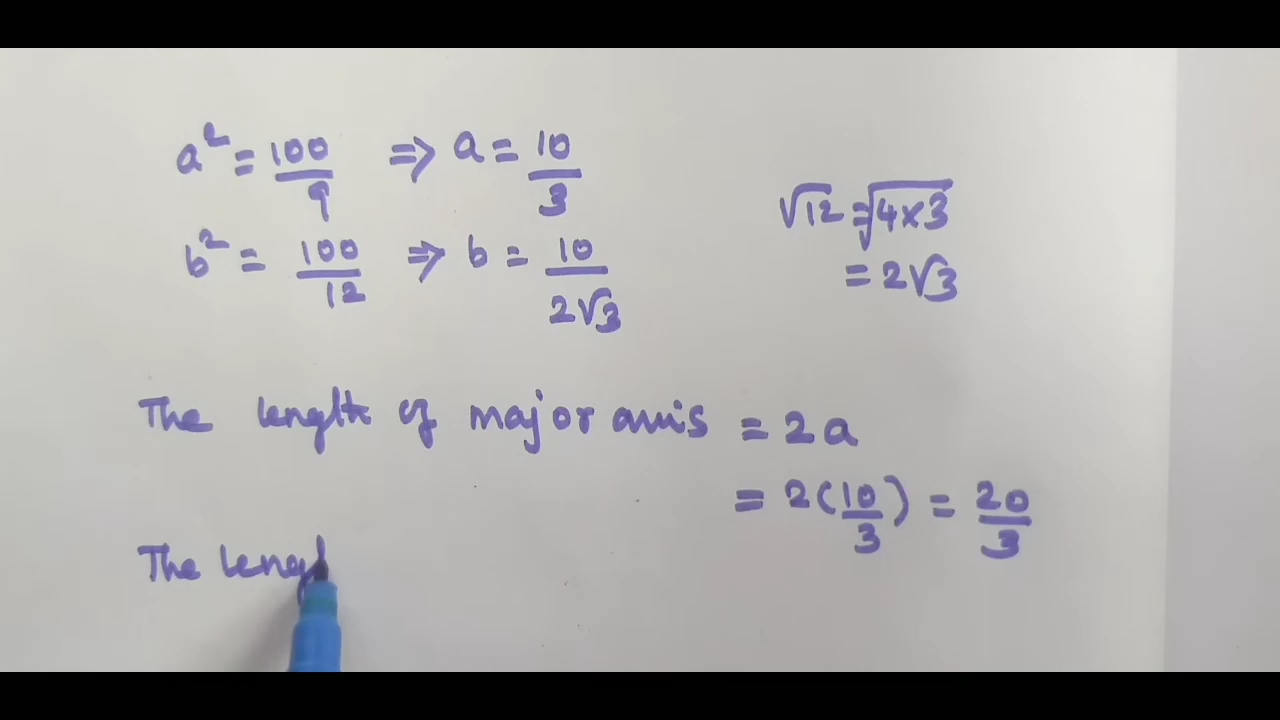 a² = 100/9 ⇒ a = 10/3
b² = 100/12 ⇒ b = 10/2√3
√12 = √4×3
= 2√3
The length of major axis = 2a
= 2(10/3) = 20/3
The leng